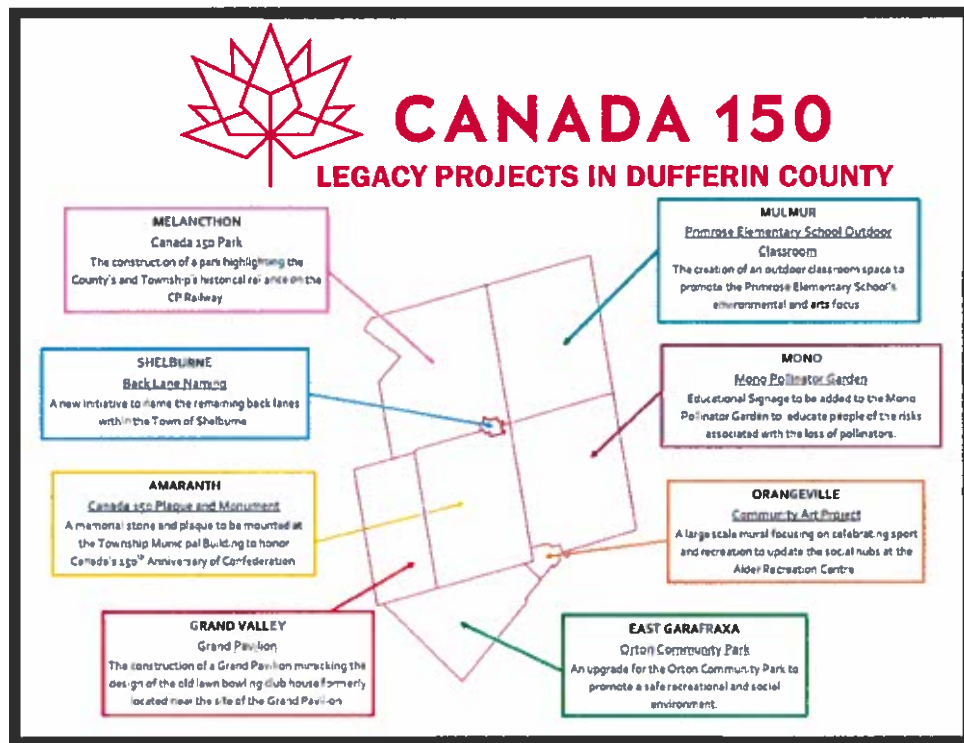 CANADA 150
LEGACY PROJECTS IN DUFFERIN COUNTY
MELANCTHON
Canada 150 Park
The construction of a park highlighting the
County's and Township's historical reliance on the
CP Railway
MULMUR
Primrose Elementary School Outdoor
Classroom
The creation of an outdoor classroom space to
promote the Primrose Elementary School's
environmental and arts focus
SHELBURNE
Back Lane Naming
A new initiative to name the remaining back lanes
within the Town of Shelburne
MONO
Mono Pollinator Garden
Educational Signage to be added to the Mono
Pollinator Garden to educate people of the risks
associated with the loss of pollinators.
AMARANTH
Canada 150 Plaque and Monument
A memorial stone and plaque to be mounted at
the Township Municipal Building to honor
Canada's 150th Anniversary of Confederation
ORANGEVILLE
Community Art Project
A large scale mural focusing on celebrating sport
and recreation to update the social hubs at the
Alder Recreation Centre
GRAND VALLEY
Grand Pavilion
The construction of a Grand Pavilion mimicking the
design of the old lawn bowling club house formerly
located near the site of the Grand Pavilion
EAST GARAFRAXA
Orton Community Park
An upgrade for the Orton Community Park to
promote a safe recreational and social
environment.